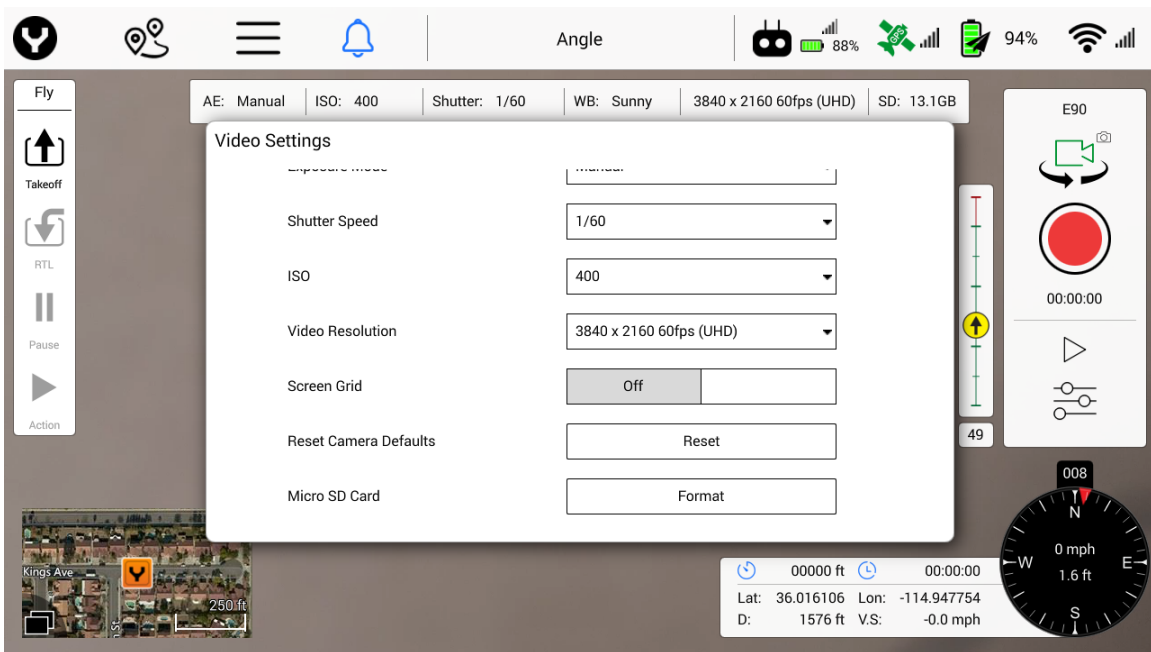 Angle
88%
GPS
94%
Fly
Takeoff
RTL
Pause
Action
AE: Manual ISO: 400 Shutter: 1/60 WB: Sunny 3840 x 2160 60fps (UHD) SD: 13.1GB
Video Settings
Exposure Mode Manual
Shutter Speed 1/60
ISO 400
Video Resolution 3840 x 2160 60fps (UHD)
Screen Grid Off
Reset Camera Defaults Reset
Micro SD Card Format
E90
00:00:00
49
008
N
W E
S
0 mph
1.6 ft
Kings Ave
250 ft
00000 ft 00:00:00
Lat: 36.016106 Lon: -114.947754
D: 1576 ft V.S: -0.0 mph